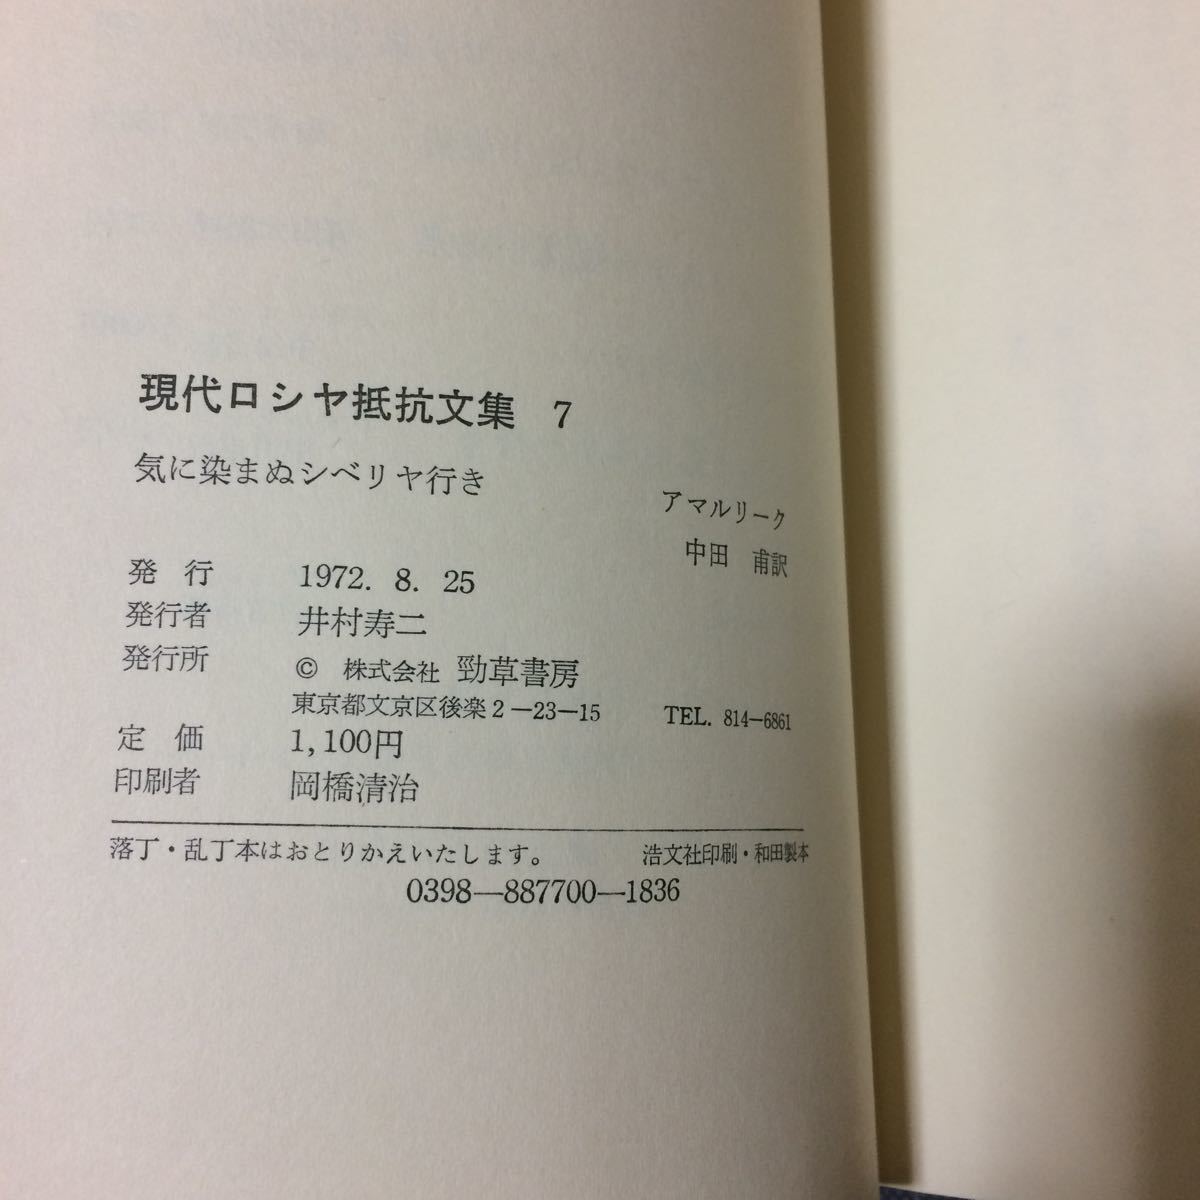 現代ロシヤ抵抗文集 7
気に染まぬシベリヤ行き
アマルリーク
中田 甫訳
発行 1972. 8. 25
発行者 井村寿二
発行所 © 株式会社 勁草書房
東京都文京区後楽2-23-15 TEL. 814-6861
定価 1,100円
印刷者 岡橋清治
落丁・乱丁本はおとりかえいたします。 浩文社印刷・和田製本
0398―887700―1836